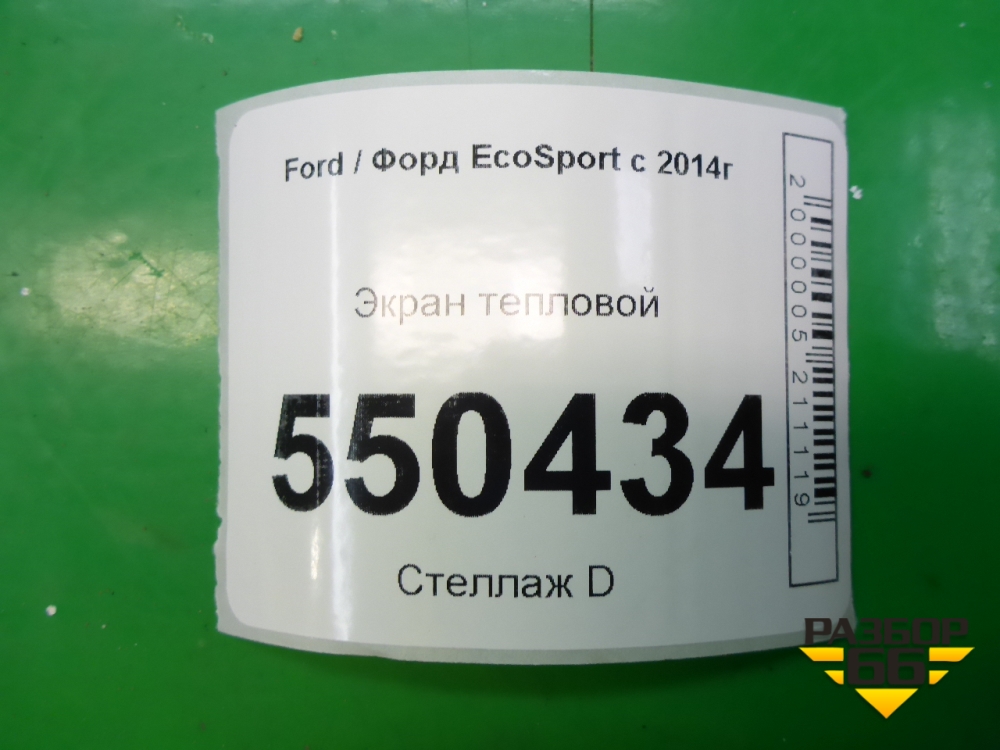 Ford / Форд EcoSport с 2014г
Экран тепловой
550434
Стеллаж D
2000005211119
РАЗБОР
66